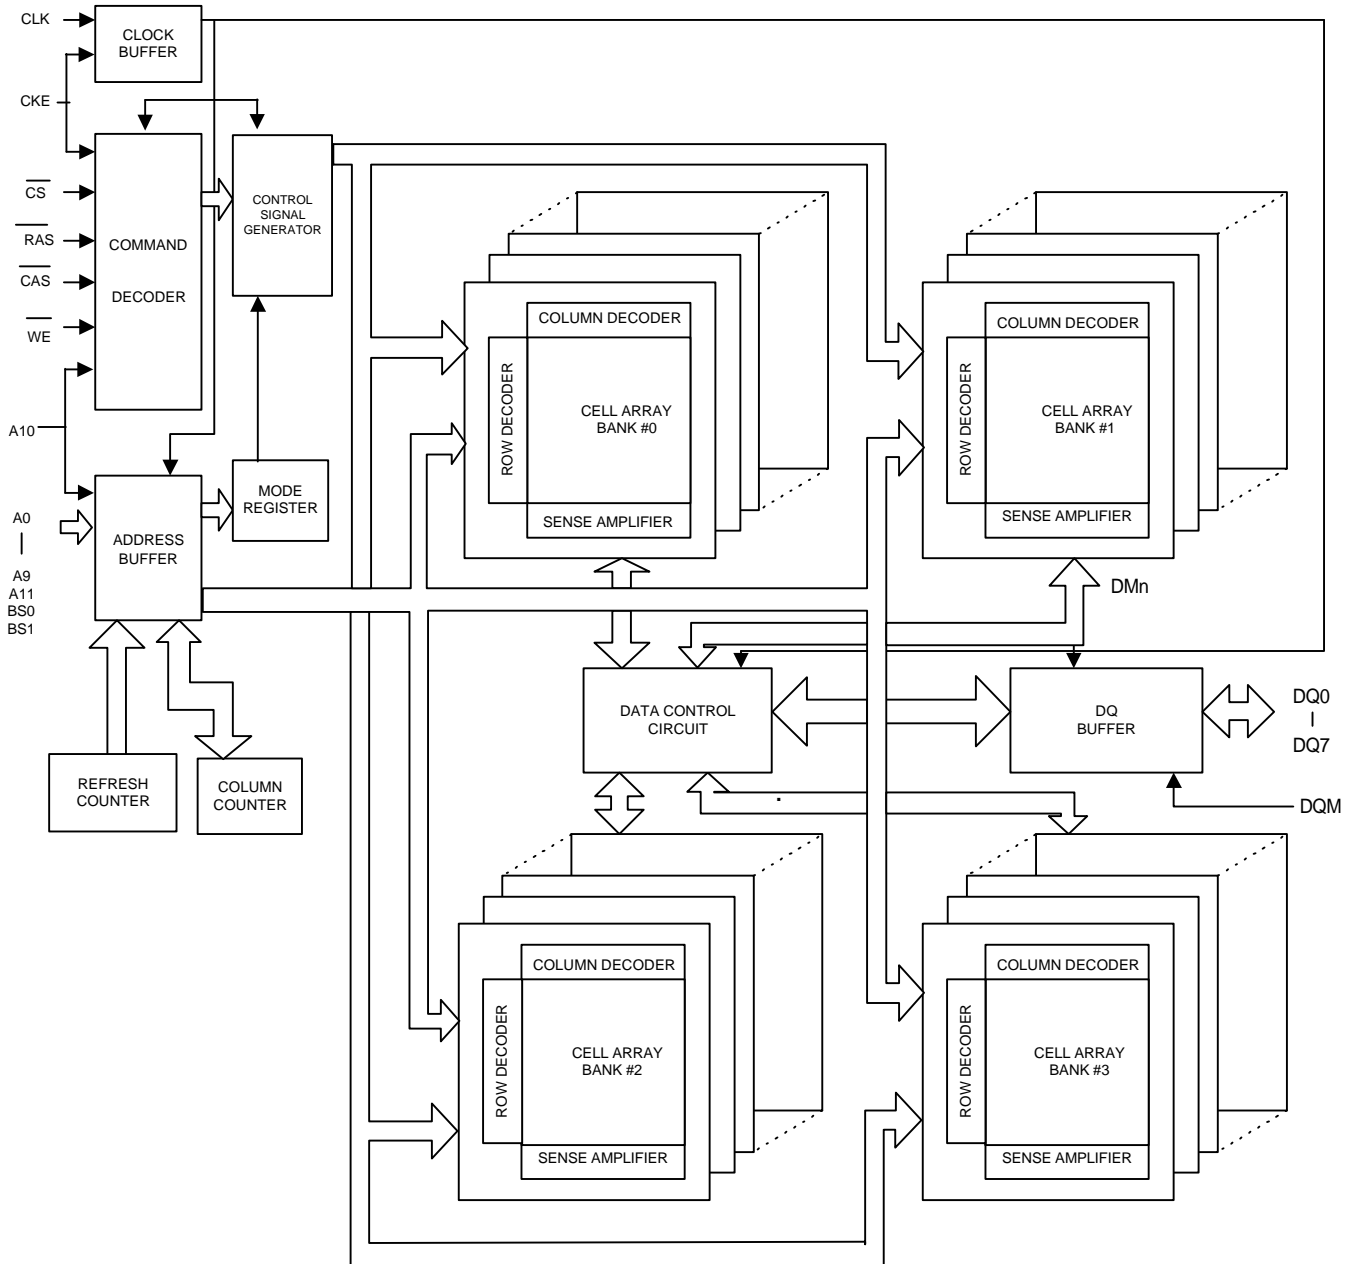 CLK
CLOCK
BUFFER
CKE
CS
RAS
CAS
WE
COMMAND
DECODER
CONTROL
SIGNAL
GENERATOR
A10
A0
A9
A11
BS0
BS1
ADDRESS
BUFFER
MODE
REGISTER
REFRESH
COUNTER
COLUMN
COUNTER
COLUMN DECODER
ROW DECODER
CELL ARRAY
BANK #0
SENSE AMPLIFIER
COLUMN DECODER
ROW DECODER
CELL ARRAY
BANK #1
SENSE AMPLIFIER
DMn
DATA CONTROL
CIRCUIT
DQ
BUFFER
DQ0
DQ7
DQM
COLUMN DECODER
ROW DECODER
CELL ARRAY
BANK #2
SENSE AMPLIFIER
COLUMN DECODER
ROW DECODER
CELL ARRAY
BANK #3
SENSE AMPLIFIER